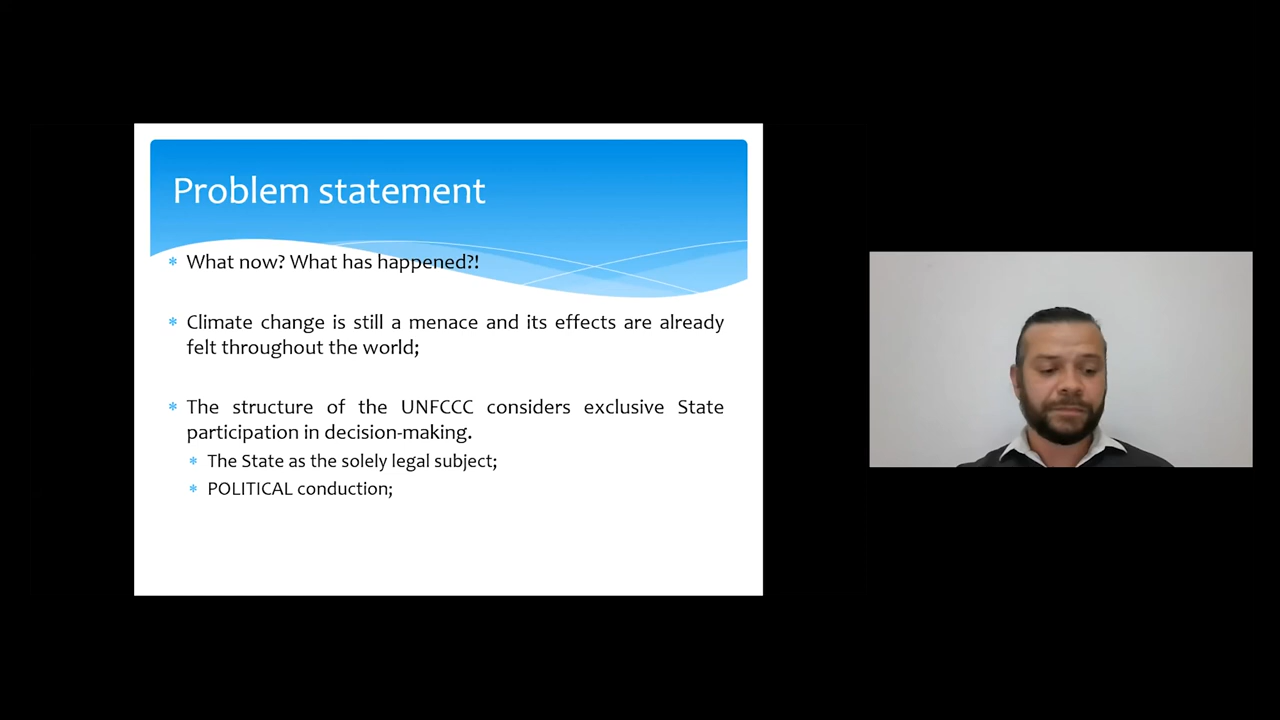 Problem statement
* What now? What has happened?!
* Climate change is still a menace and its effects are already
felt throughout the world;
* The structure of the UNFCCC considers exclusive State
participation in decision-making.
* The State as the solely legal subject;
* POLITICAL conduction;